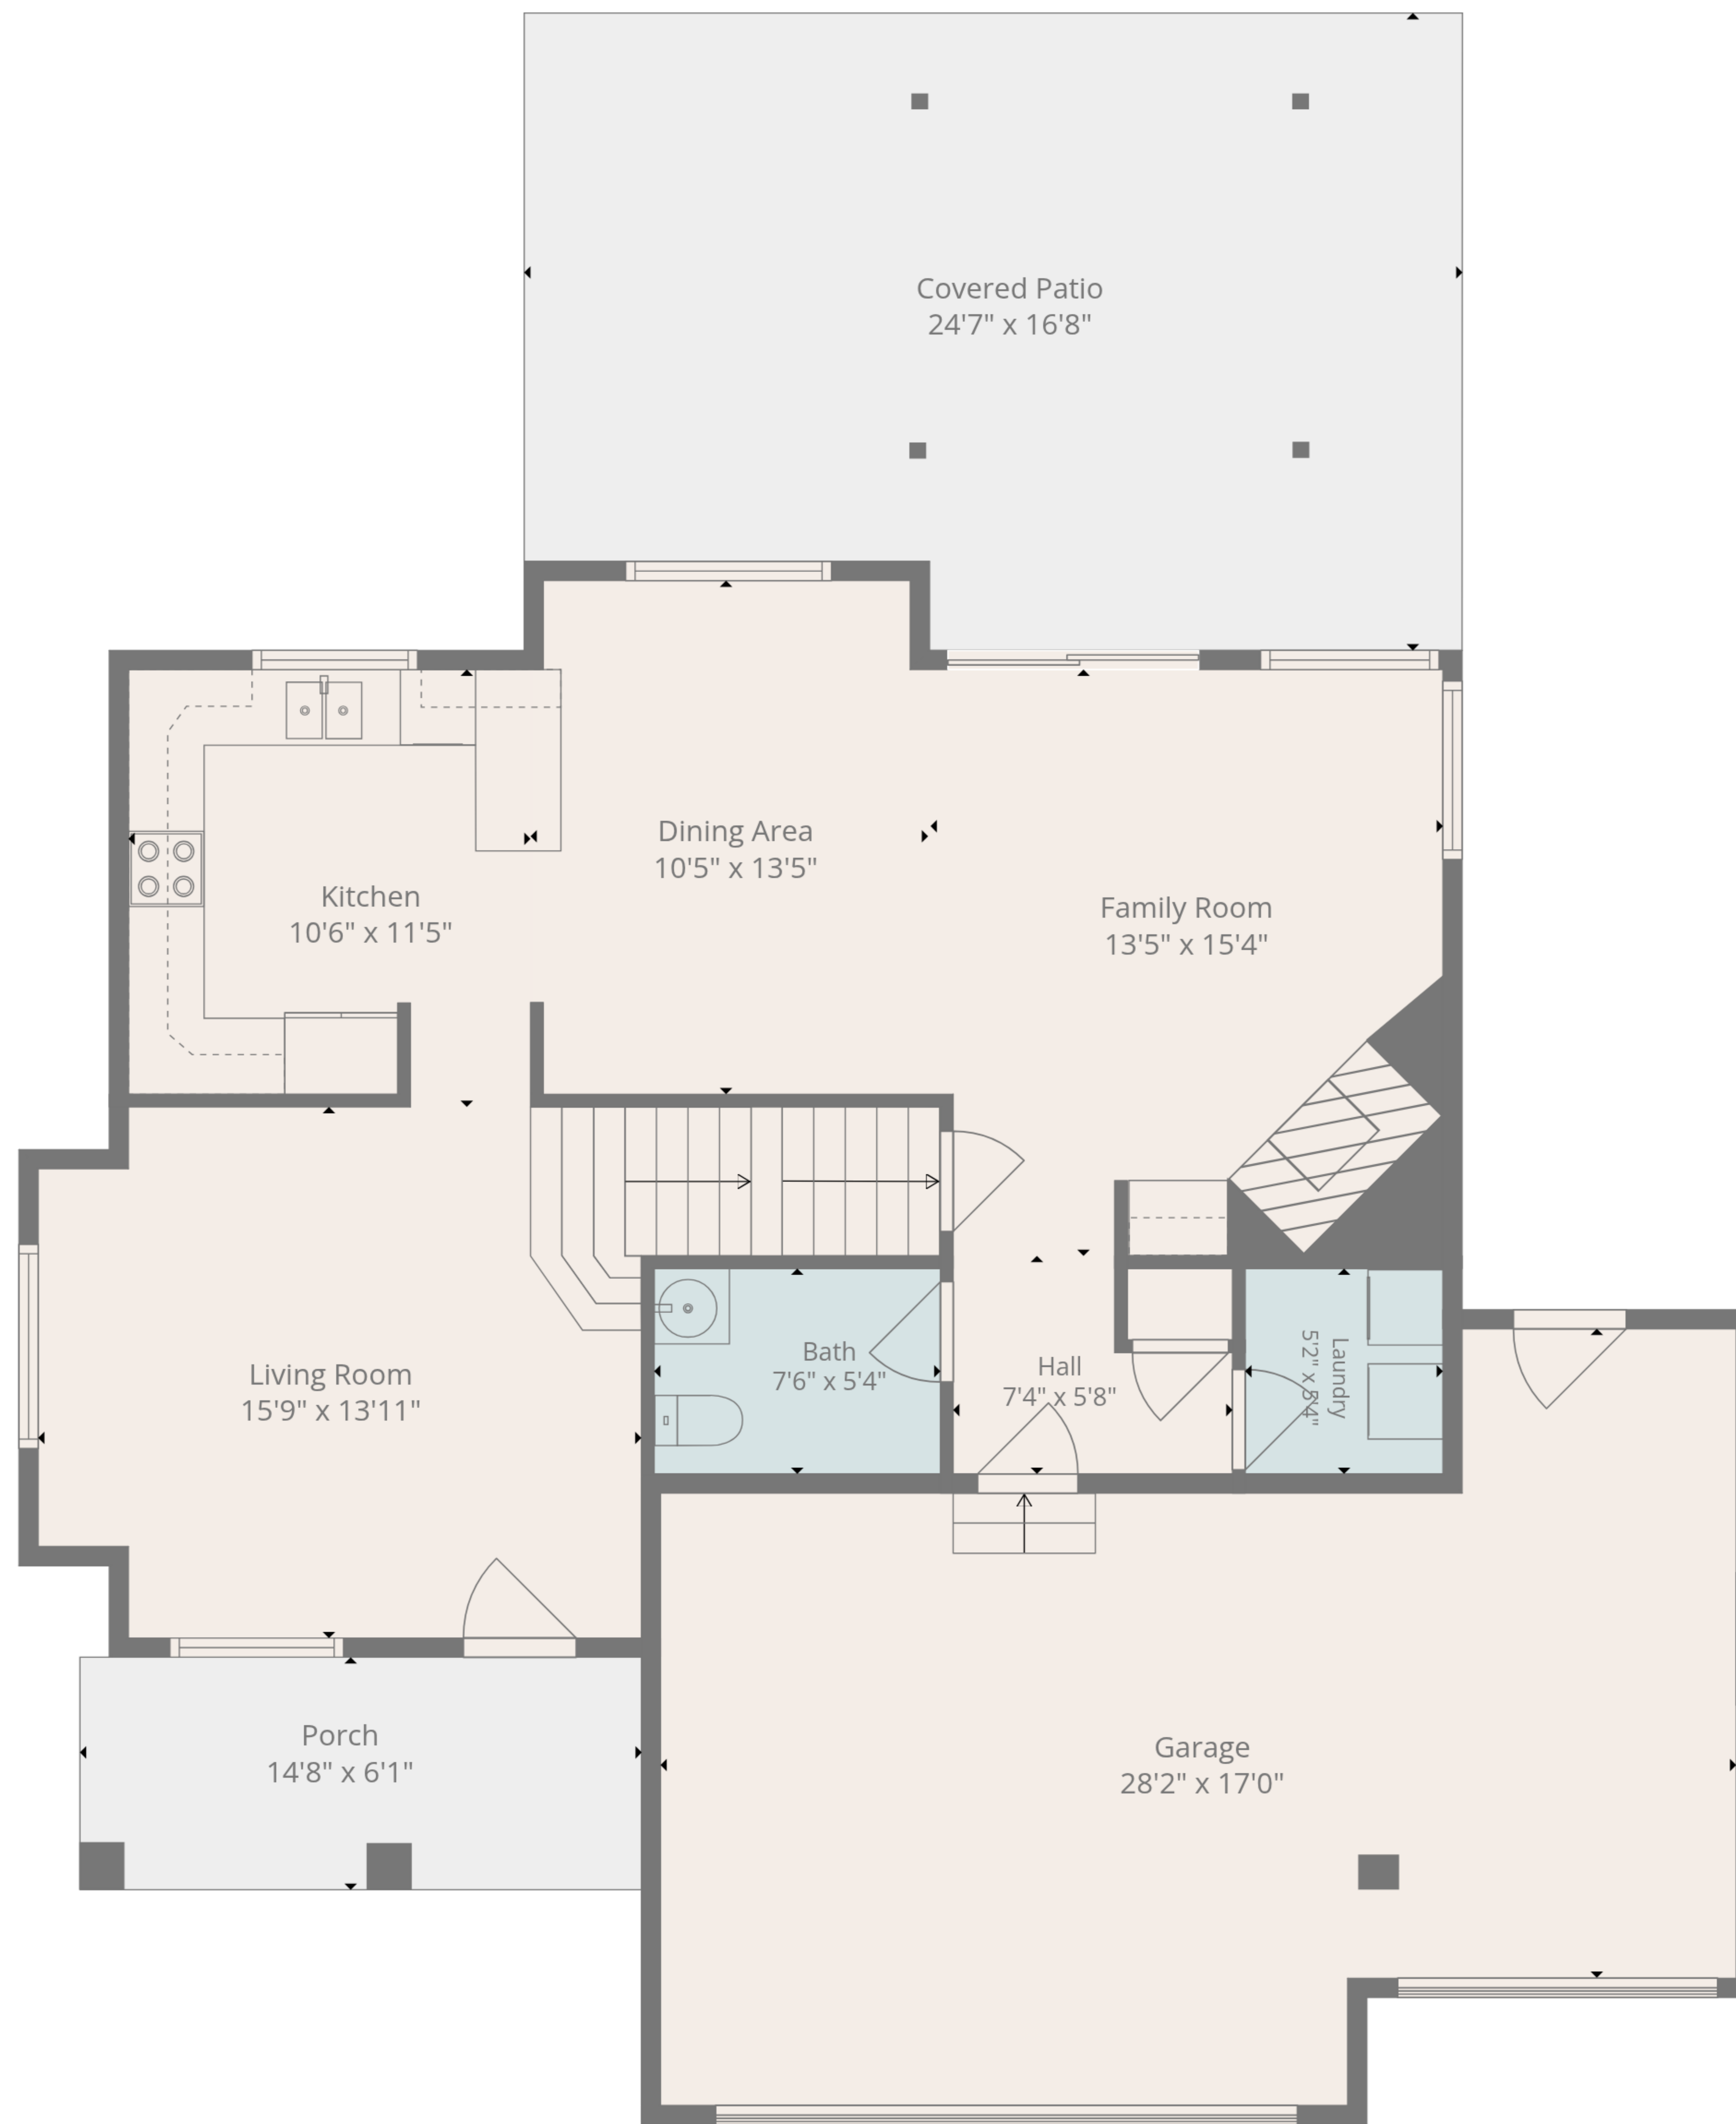 Covered Patio
24'7" x 16'8"
Dining Area
10'5" x 13'5"
Kitchen
10'6" x 11'5"
Family Room
13'5" x 15'4"
Living Room
15'9" x 13'11"
Bath
7'6" x 5'4"
Hall
7'4" x 5'8"
Laundry
5'2" x 5'4"
Porch
14'8" x 6'1"
Garage
28'2" x 17'0"